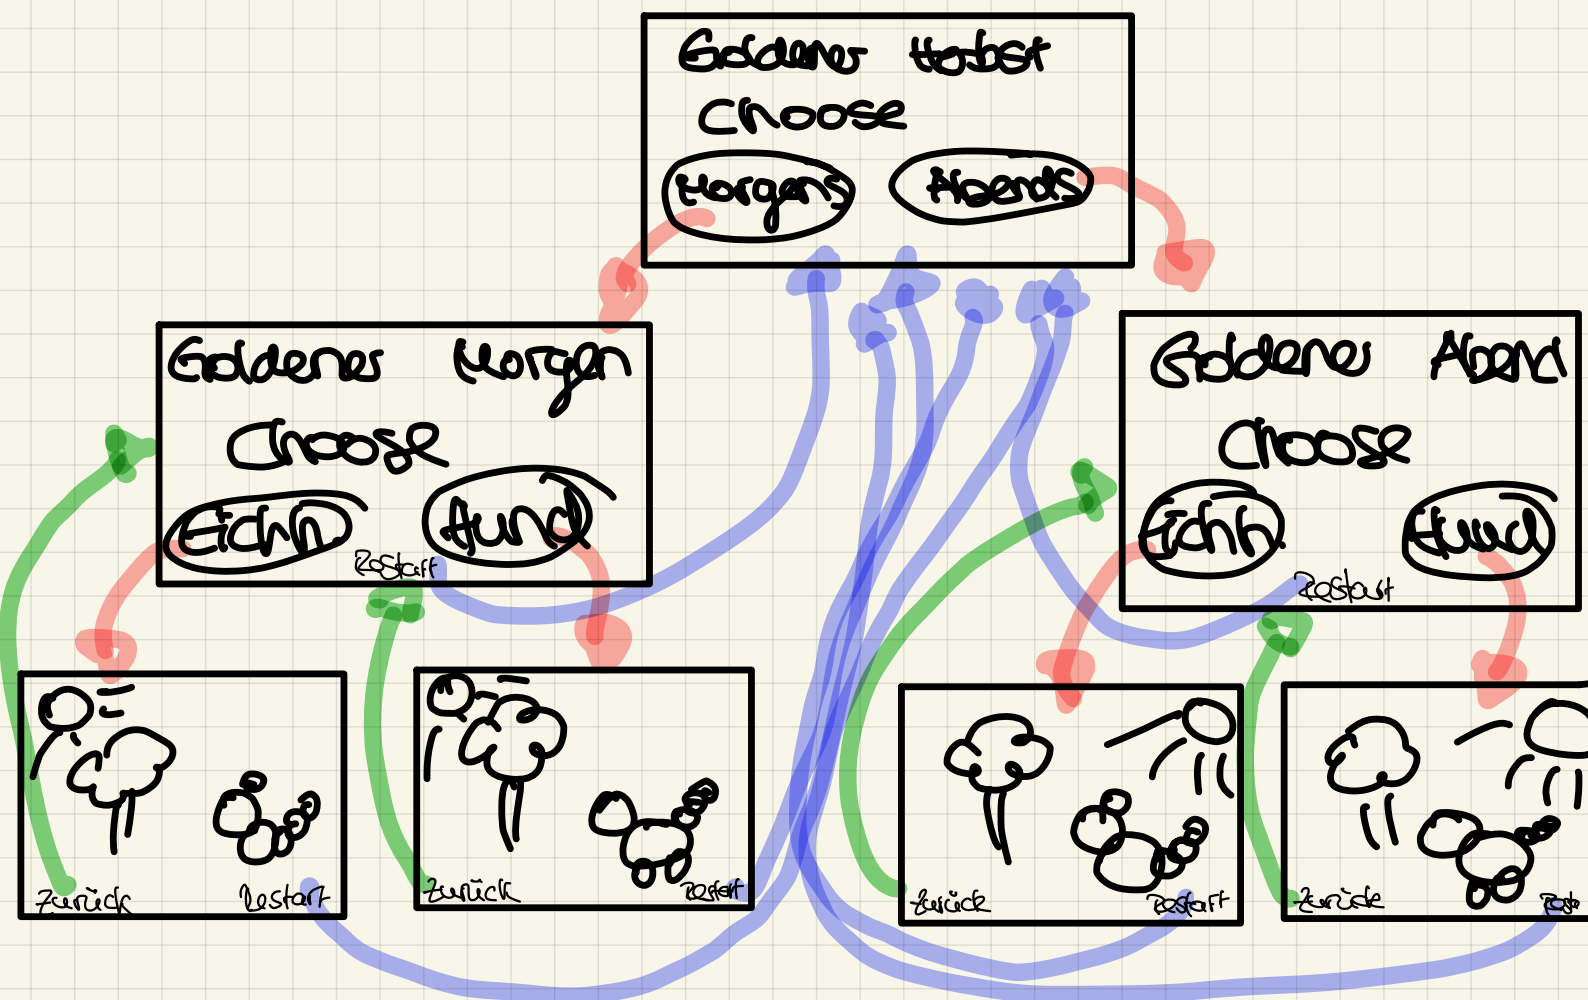 Goldener Herbst
Choose
Morgens Abends
Goldener Morgen
Choose
Eichh Hund
Restart
Goldener Abend
Choose
Eichh Hund
Restart
Zurück Restart
Zurück Restart
Zurück Restart
Zurück